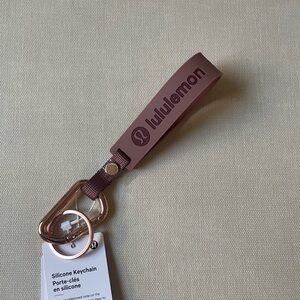 lululemon
Silicone Keychain
Porte-clés
en silicone